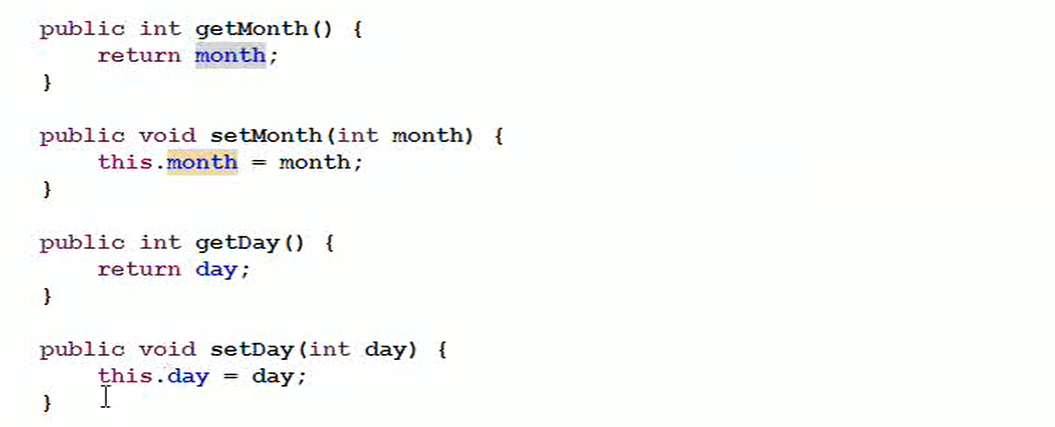 public int getMonth() {
return month;
}
public void setMonth(int month) {
this.month = month;
}
public int getDay() {
return day;
}
public void setDay(int day) {
this.day = day;
}